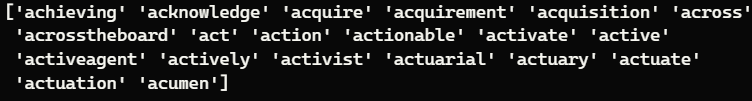 ['achieving' 'acknowledge' 'acquire' 'acquirement' 'acquisition' 'across'
'acrosstheboard' 'act' 'action' 'actionable' 'activate' 'active'
'activeagent' 'actively' 'activist' 'actuarial' 'actuary' 'actuate'
'actuation' 'acumen']